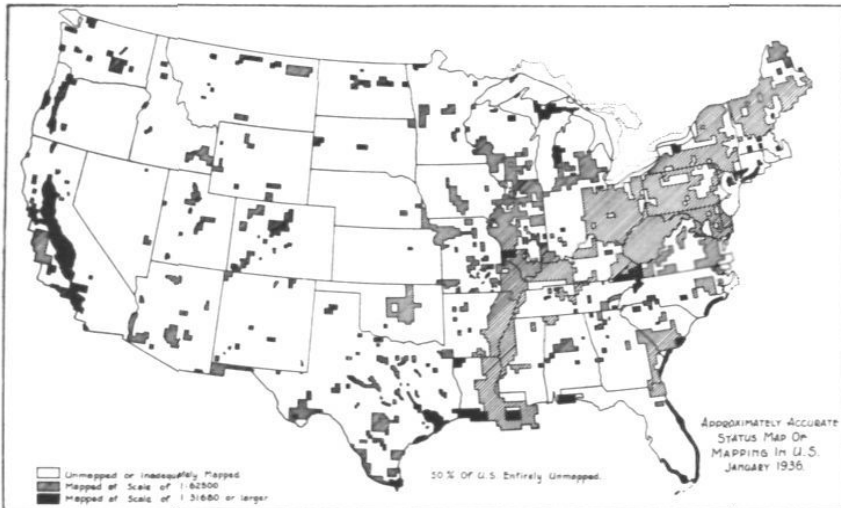 APPROXIMATELY ACCURATE
STATUS MAP OF
MAPPING IN U.S.
JANUARY 1936.
Unmapped or Inadequately Mapped
Mapped at Scale of 1:62500
Mapped at Scale of 1:31680 or larger
50% Of U.S. Entirely Unmapped.